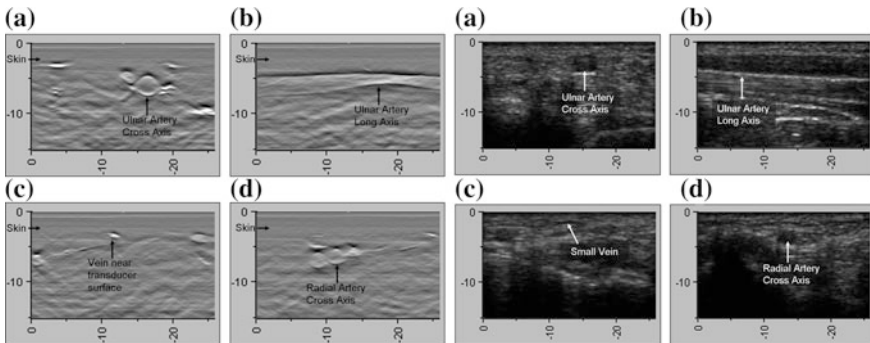 (a)
(b)
(a)
(b)
0
Skin
-10
Ulnar Artery
Cross Axis
0
-10
-20
0
Skin
-10
Ulnar Artery
Long Axis
0
-10
-20
0
-10
Ulnar Artery
Cross Axis
0
-10
-20
0
-10
Ulnar Artery
Long Axis
0
-10
-20
(c)
(d)
(c)
(d)
0
Skin
-10
Vein near
transducer
surface
0
-10
-20
0
Skin
-10
Radial Artery
Cross Axis
0
-10
-20
0
-10
Small Vein
0
-10
-20
0
-10
Radial Artery
Cross Axis
0
-10
-20